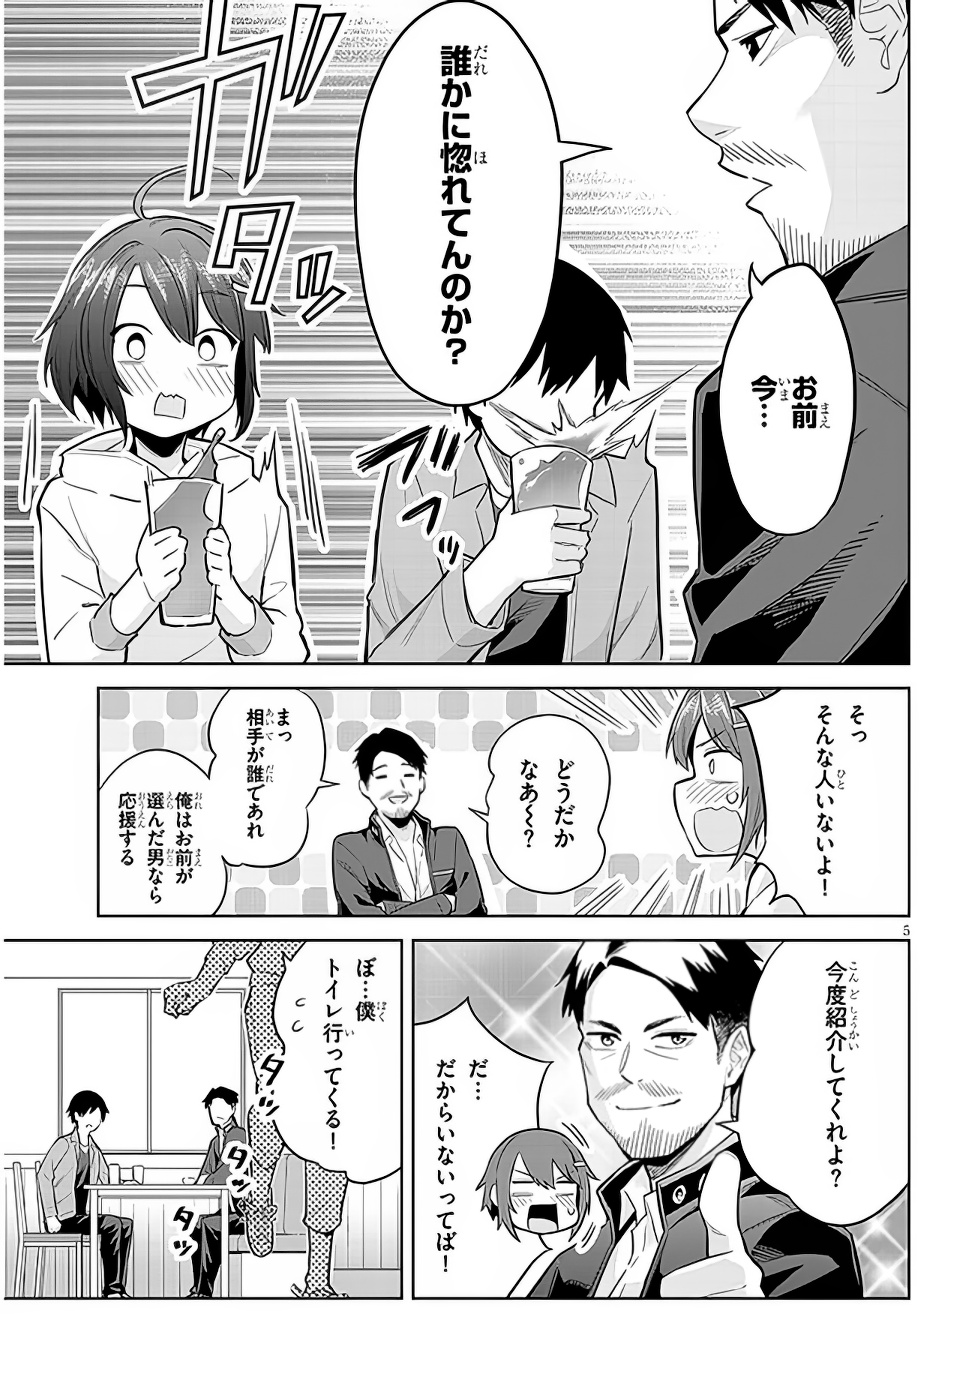 お前
今…
誰かに惚れてんのか？
ガタガタッ
ブッ
そっ
そんな人いないよ！
どうだか
なあ～？
まっ
相手が誰であれ
俺はお前が
選んだ男なら
応援する
5
今度紹介してくれよ？
だ…
だからいないってば！
ぼ…僕
トイレ行ってくる！
タッ
タッ
タッ